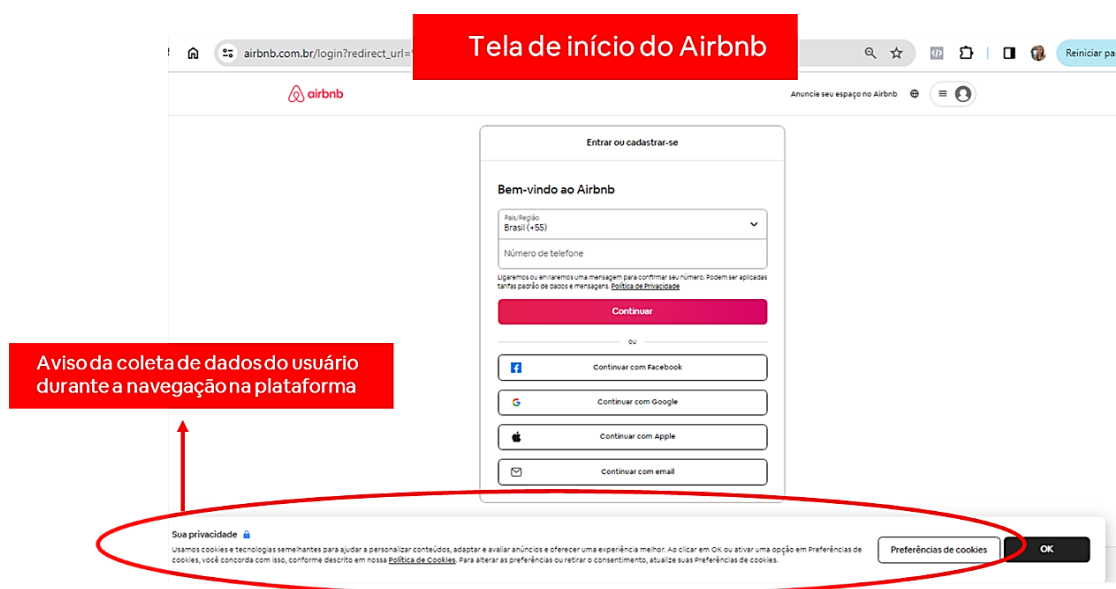 Tela de início do Airbnb
airbnb.com.br/login?redirect_url=
Reiniciar pa
airbnb
Anuncie seu espaço no Airbnb
Entrar ou cadastrar-se
Bem-vindo ao Airbnb
País/Região
Brasil (+55)
Número de telefone
Ligaremos ou enviaremos uma mensagem para confirmar seu número. Podem ser aplicadas
tarifas padrão de dados e mensagens. Política de Privacidade
Continuar
ou
Aviso da coleta de dados do usuário
durante a navegação na plataforma
Continuar com Facebook
Continuar com Google
Continuar com Apple
Continuar com email
Sua privacidade
Usamos cookies e tecnologias semelhantes para ajudar a personalizar conteúdos, adaptar e avaliar anúncios e oferecer uma experiência melhor. Ao clicar em OK ou ativar uma opção em Preferências de
cookies, você concorda com isso, conforme descrito em nossa Política de Cookies. Para alterar as preferências ou retirar o consentimento, atualize suas Preferências de cookies.
Preferências de cookies
OK